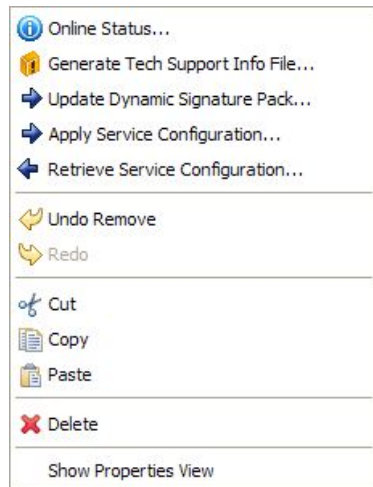 Online Status...
Generate Tech Support Info File...
Update Dynamic Signature Pack...
Apply Service Configuration...
Retrieve Service Configuration...
Undo Remove
Redo
Cut
Copy
Paste
Delete
Show Properties View